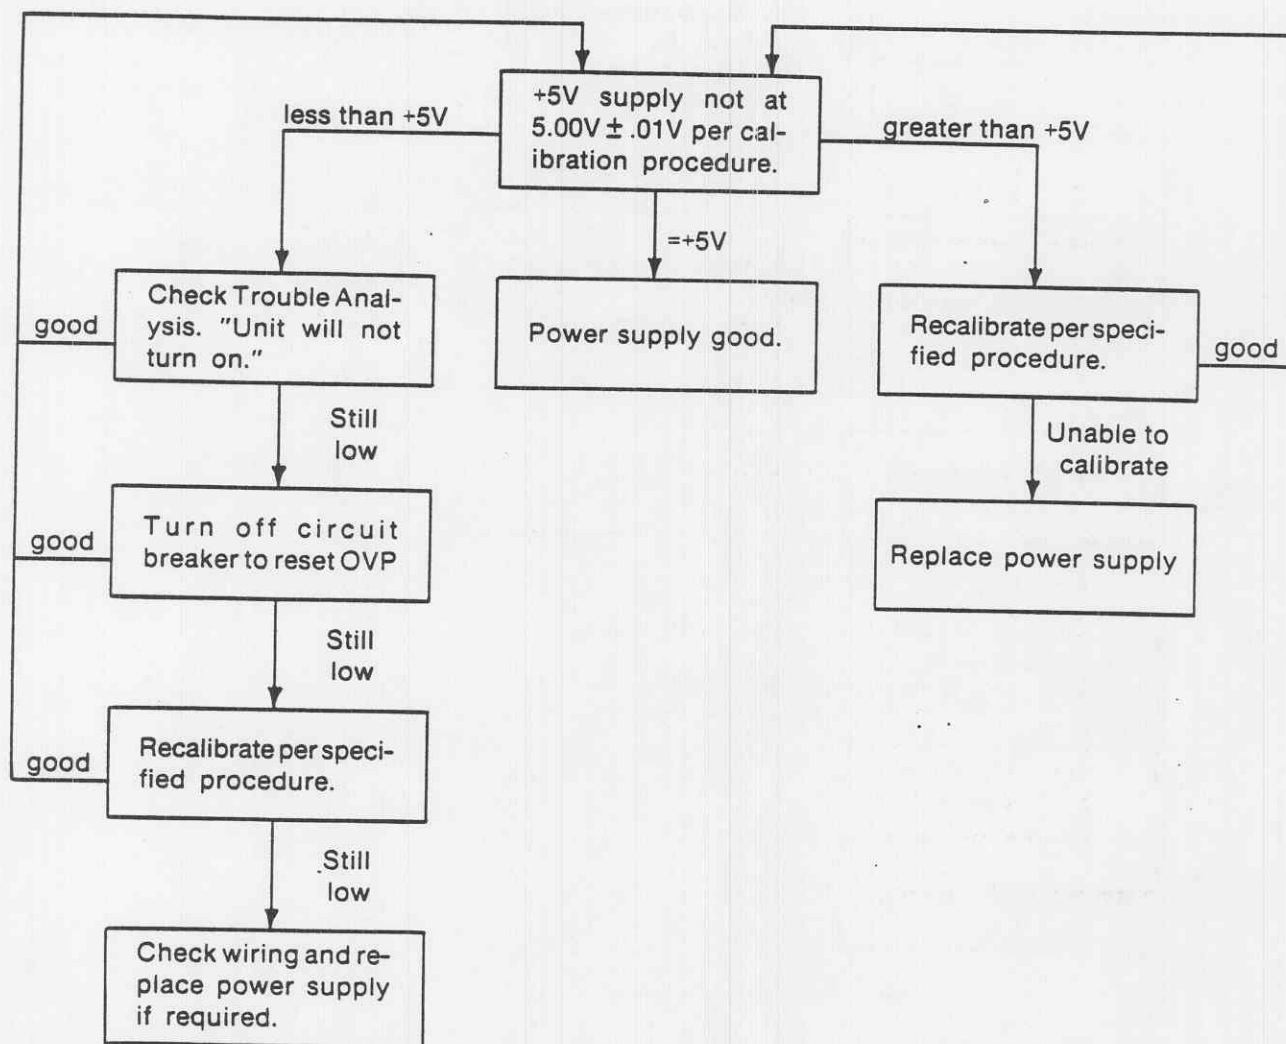 +5V supply not at
5.00V ± .01V per cal-
ibration procedure.
less than +5V
greater than +5V
=+5V
Check Trouble Anal-
ysis. "Unit will not
turn on."
good
Power supply good.
Recalibrate per speci-
fied procedure.
good
Still
low
Unable to
calibrate
Turn off circuit
breaker to reset OVP
good
Replace power supply
Still
low
Recalibrate per speci-
fied procedure.
good
Still
low
Check wiring and re-
place power supply
if required.